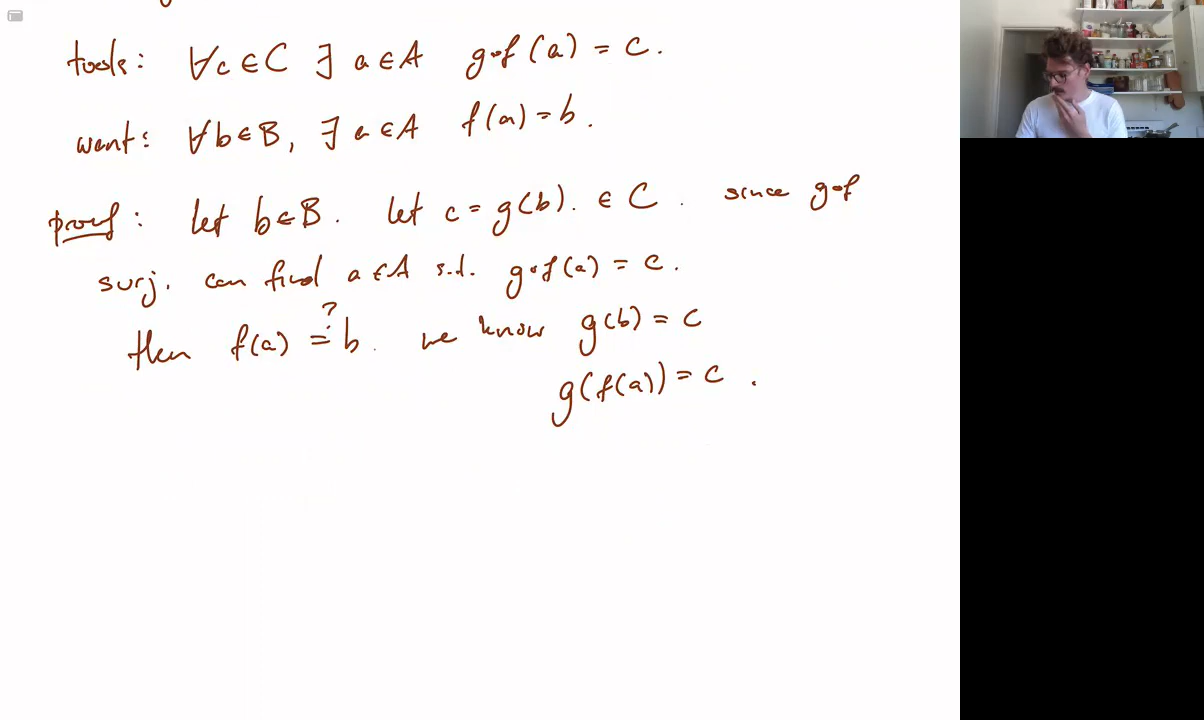 tools: ∀c∈C ∃ a∈A g∘f(a) = c.
want: ∀b∈B, ∃ a∈A f(a) = b.
proof: let b∈B. let c = g(b). ∈ C. since g∘f
surj. can find a∈A s.t. g∘f(a) = c.
?
then f(a) = b. we know g(b) = c
g(f(a)) = c.